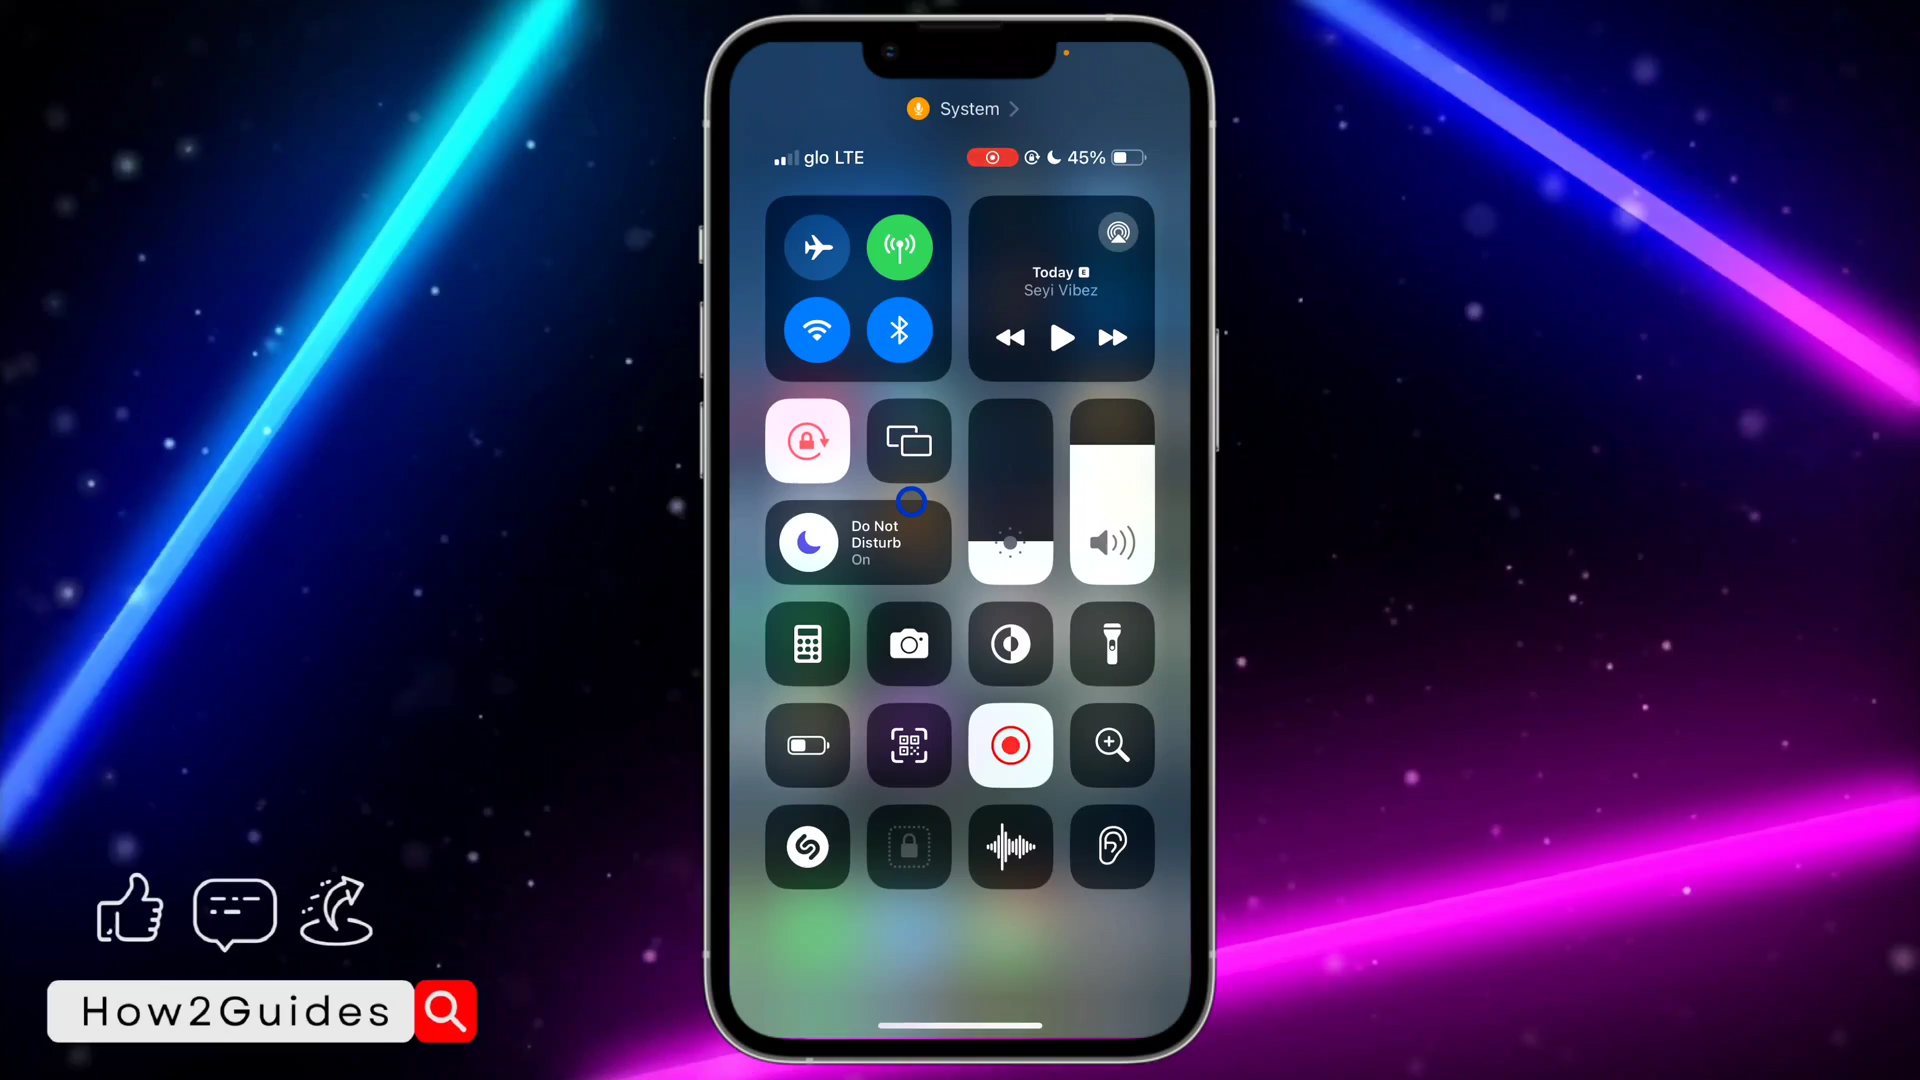 System
glo LTE
45%
Today E
Seyi Vibez
Do Not
Disturb
On
How2Guides